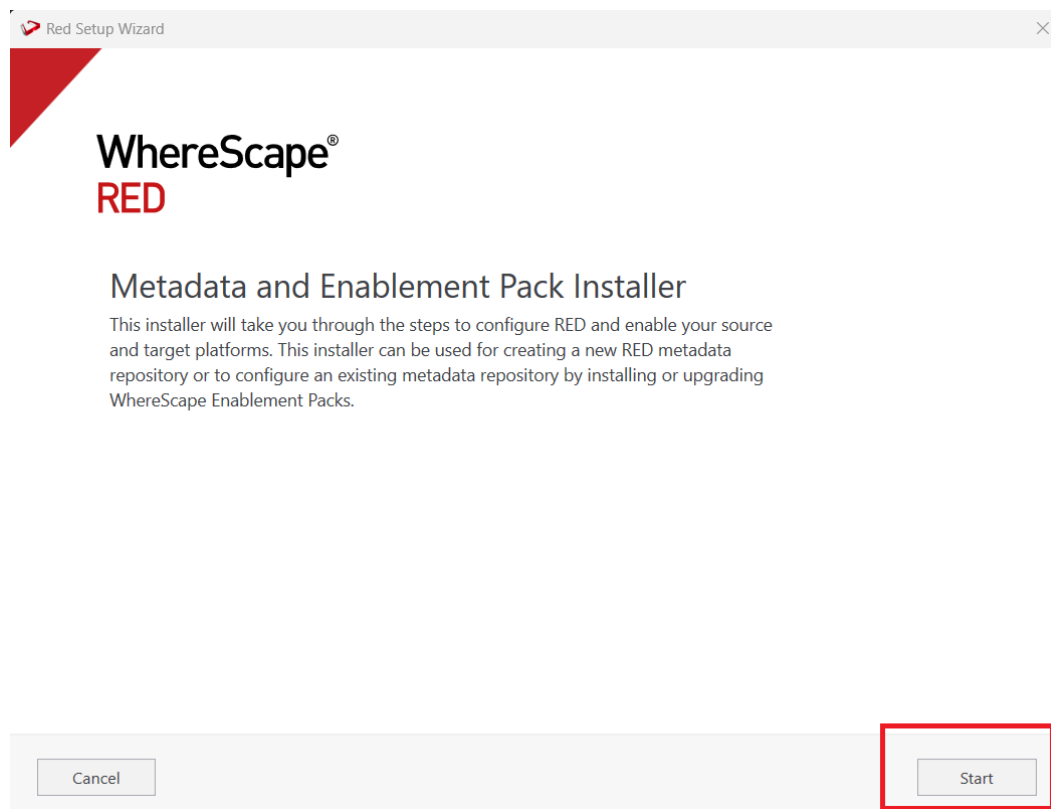 Red Setup Wizard
WhereScape®
RED
Metadata and Enablement Pack Installer
This installer will take you through the steps to configure RED and enable your source
and target platforms. This installer can be used for creating a new RED metadata
repository or to configure an existing metadata repository by installing or upgrading
WhereScape Enablement Packs.
Cancel
Start